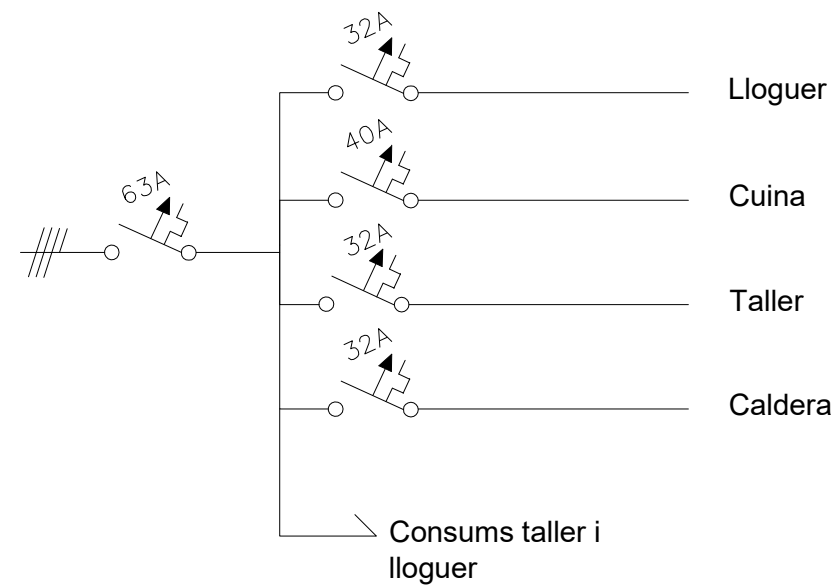 32A
Lloguer
40A
Cuina
63A
32A
Taller
32A
Caldera
Consums taller i
lloguer